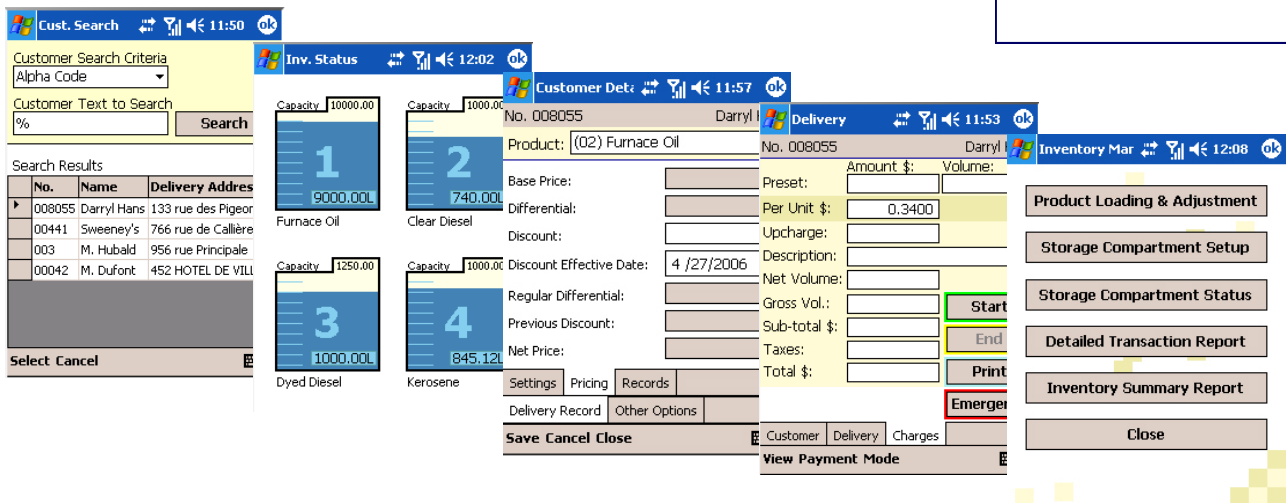 Cust. Search 11:50 ok
Customer Search Criteria
Alpha Code
Customer Text to Search
% Search
Search Results
No. Name Delivery Addres
008055 Darryl Hans 133 rue des Pigeor
00441 Sweeney's 766 rue de Callière
003 M. Hubald 956 rue Principale
00042 M. Dufont 452 HOTEL DE VILL
Select Cancel
Inv. Status 12:02 ok
Capacity 10000.00 Capacity 1000.00
1 2
9000.00L 740.00L
Furnace Oil Clear Diesel
Capacity 1250.00 Capacity 1000.00
3 4
1000.00L 845.12L
Dyed Diesel Kerosene
Customer Deta 11:57 ok
No. 008055 Darryl
Product: (02) Furnace Oil
Base Price:
Differential:
Discount:
Discount Effective Date: 4 /27/2006
Regular Differential:
Previous Discount:
Net Price:
Settings Pricing Records
Delivery Record Other Options
Save Cancel Close
Delivery 11:53 ok
No. 008055 Darryl
Amount $: Volume:
Preset:
Per Unit $: 0.3400
Upcharge:
Description:
Net Volume:
Gross Vol.: Start
Sub-total $: End
Taxes:
Total $: Print
Emerger
Customer Delivery Charges
View Payment Mode
Inventory Mar 12:08 ok
Product Loading & Adjustment
Storage Compartment Setup
Storage Compartment Status
Detailed Transaction Report
Inventory Summary Report
Close